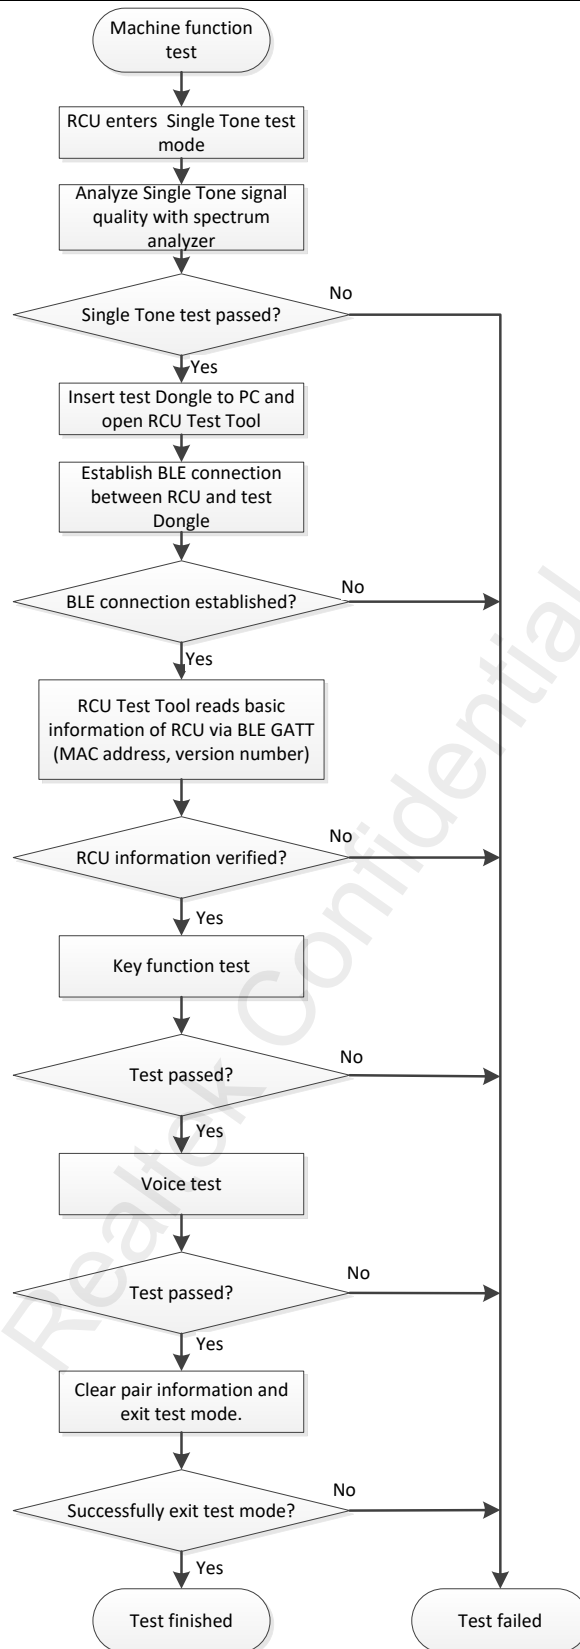 Machine function
test
RCU enters  Single Tone test
mode
Analyze Single Tone signal
quality with spectrum
analyzer
No
Single Tone test passed?
Yes
Insert test Dongle to PC and
open RCU Test Tool
Establish BLE connection
between RCU and test
Dongle
No
BLE connection established?
Yes
RCU Test Tool reads basic
information of RCU via BLE GATT
(MAC address, version number)
No
RCU information verified?
Yes
Key function test
No
Test passed?
Yes
Voice test
No
Test passed?
Yes
Clear pair information and
exit test mode.
No
Successfully exit test mode?
Yes
Test finished
Test failed
Realtek Confidential